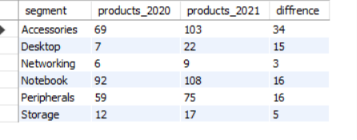 segment products_2020 products_2021 diffrence
Accessories 69 103 34
Desktop 7 22 15
Networking 6 9 3
Notebook 92 108 16
Peripherals 59 75 16
Storage 12 17 5